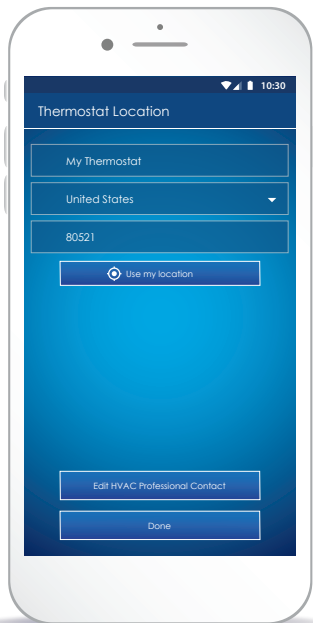 10:30
Thermostat Location
My Thermostat
United States
80521
Use my location
Edit HVAC Professional Contact
Done